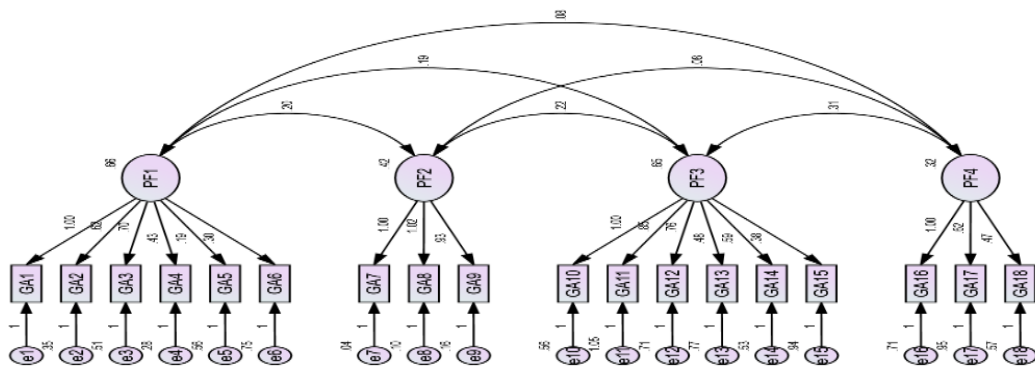 .08
.19 .08
.20 .22 .31
.66 .42 .65 .32
PF1 PF2 PF3 PF4
1.00 .62 .70 .43 .19 .30 1.00 1.02 .93 1.00 .85 .76 .48 .59 .38 1.00 .62 .47
GA1 GA2 GA3 GA4 GA5 GA6 GA7 GA8 GA9 GA10 GA11 GA12 GA13 GA14 GA15 GA16 GA17 GA18
1 1 1 1 1 1 1 1 1 1 1 1 1 1 1 1 1 1
.35 .51 .28 .56 .75 .04 .10 .16 .56 1.05 .71 .77 .53 .94 .71 .95 .57
e1 e2 e3 e4 e5 e6 e7 e8 e9 e10 e11 e12 e13 e14 e15 e16 e17 e18